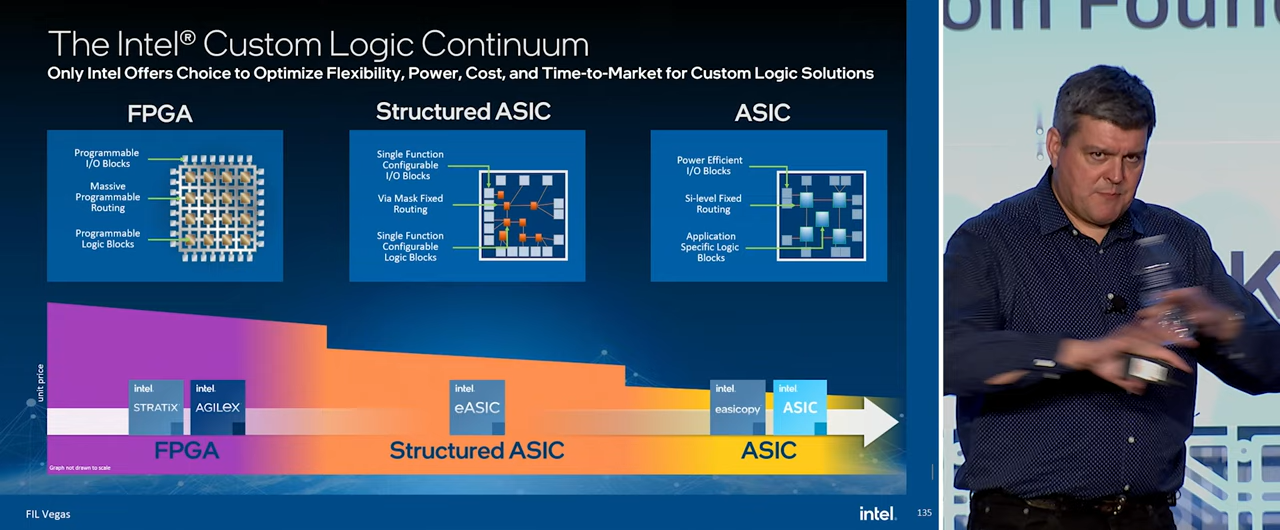 The Intel® Custom Logic Continuum
Only Intel Offers Choice to Optimize Flexibility, Power, Cost, and Time-to-Market for Custom Logic Solutions
FPGA
Programmable
I/O Blocks
Massive
Programmable
Routing
Programmable
Logic Blocks
Structured ASIC
Single Function
Configurable
I/O Blocks
Via Mask Fixed
Routing
Single Function
Configurable
Logic Blocks
ASIC
Power Efficient
I/O Blocks
Si-level Fixed
Routing
Application
Specific Logic
Blocks
unit price
intel.
STRATIX
intel.
AGILEX
intel.
eASIC
intel.
easicopy
intel.
ASIC
FPGA
Structured ASIC
ASIC
Graph not drawn to scale
FIL Vegas
intel.
135